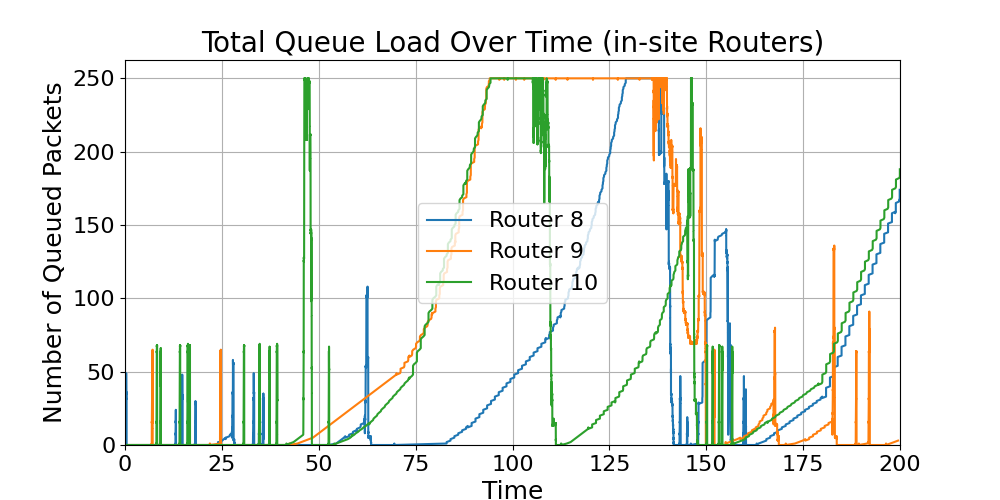 Total Queue Load Over Time (in-site Routers)
Number of Queued Packets
250
200
150
100
50
0
Router 8
Router 9
Router 10
0 25 50 75 100 125 150 175 200
Time